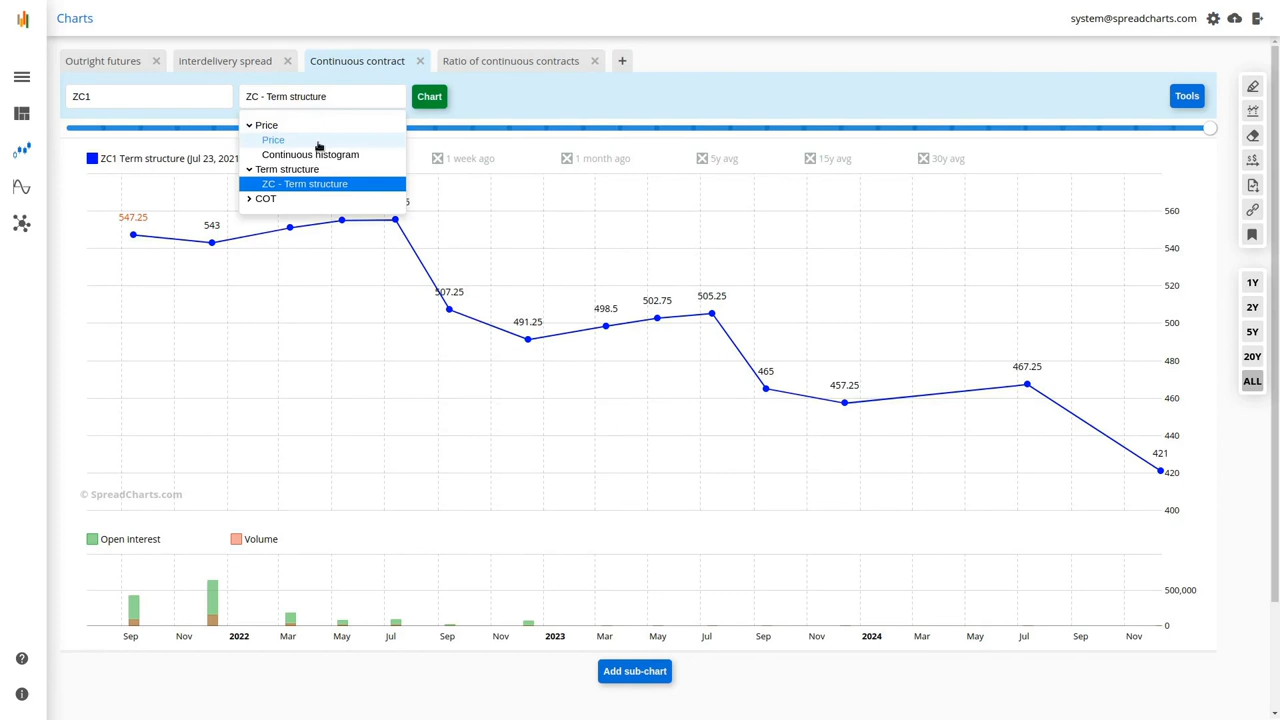 Charts
system@spreadcharts.com
Outright futures
Interdelivery spread
Continuous contract
Ratio of continuous contracts
+
ZC1
ZC - Term structure
Chart
Tools
Price
Price
Continuous histogram
Term structure
ZC - Term structure
COT
ZC1 Term structure (Jul 23, 2021
1 week ago
1 month ago
5y avg
15y avg
30y avg
547.25
543
5
507.25
491.25
498.5
502.75
505.25
465
457.25
467.25
421
560
540
520
500
480
460
440
420
400
© SpreadCharts.com
1Y
2Y
5Y
20Y
ALL
Open interest
Volume
500,000
0
Sep Nov 2022 Mar May Jul Sep Nov 2023 Mar May Jul Sep Nov 2024 Mar May Jul Sep Nov
Add sub-chart